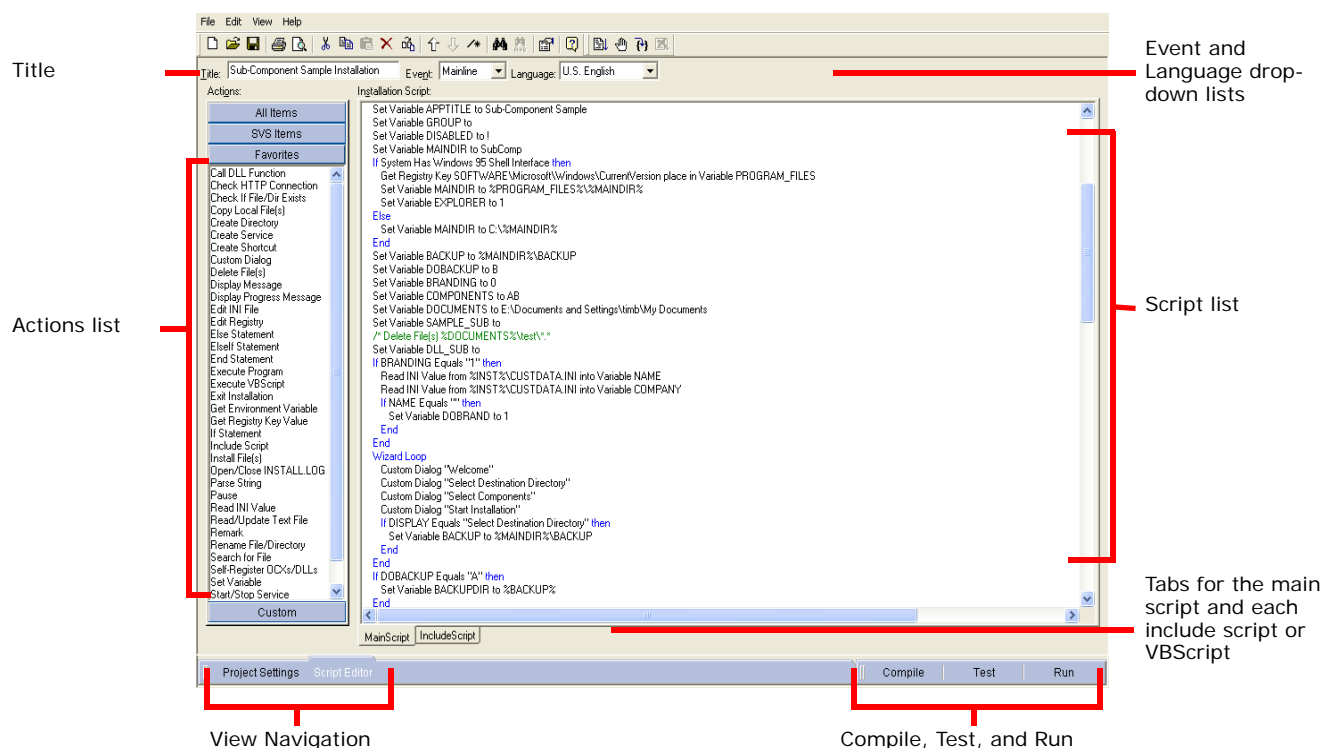 File Edit View Help
Title
Title: Sub-Component Sample Installation Event: Mainline Language: U.S. English
Event and
Language drop-
down lists
Actions:
Installation Script:
All Items
SVS Items
Favorites
Call DLL Function
Check HTTP Connection
Check If File/Dir Exists
Copy Local File(s)
Create Directory
Create Service
Create Shortcut
Custom Dialog
Delete File(s)
Display Message
Display Progress Message
Edit INI File
Edit Registry
Else Statement
ElseIf Statement
End Statement
Execute Program
Execute VBScript
Exit Installation
Get Environment Variable
Get Registry Key Value
If Statement
Include Script
Install File(s)
Open/Close INSTALL.LOG
Parse String
Pause
Read INI Value
Read/Update Text File
Remark
Rename File/Directory
Search for File
Self-Register OCXs/DLLs
Set Variable
Start/Stop Service
Custom
Actions list
Set Variable APPTITLE to Sub-Component Sample
Set Variable GROUP to
Set Variable DISABLED to !
Set Variable MAINDIR to SubComp
If System Has Windows 95 Shell Interface then
Get Registry Key SOFTWARE\Microsoft\Windows\CurrentVersion place in Variable PROGRAM_FILES
Set Variable MAINDIR to %PROGRAM_FILES%\%MAINDIR%
Set Variable EXPLORER to 1
Else
Set Variable MAINDIR to C:\%MAINDIR%
End
Set Variable BACKUP to %MAINDIR%\BACKUP
Set Variable DOBACKUP to B
Set Variable BRANDING to 0
Set Variable COMPONENTS to AB
Set Variable DOCUMENTS to E:\Documents and Settings\timb\My Documents
Set Variable SAMPLE_SUB to
/* Delete File(s) %DOCUMENTS%\test\*.*
Set Variable DLL_SUB to
If BRANDING Equals "1" then
Read INI Value from %INST%\CUSTDATA.INI into Variable NAME
Read INI Value from %INST%\CUSTDATA.INI into Variable COMPANY
If NAME Equals "" then
Set Variable DOBRAND to 1
End
End
Wizard Loop
Custom Dialog "Welcome"
Custom Dialog "Select Destination Directory"
Custom Dialog "Select Components"
Custom Dialog "Start Installation"
If DISPLAY Equals "Select Destination Directory" then
Set Variable BACKUP to %MAINDIR%\BACKUP
End
End
If DOBACKUP Equals "A" then
Set Variable BACKUPDIR to %BACKUP%
End
Script list
MainScript IncludeScript
Tabs for the main
script and each
include script or
VBScript
Project Settings Script Editor
Compile Test Run
View Navigation
Compile, Test, and Run